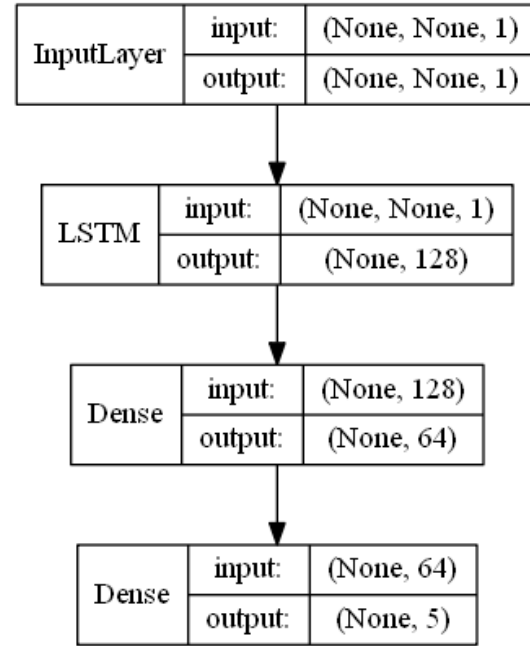 InputLayer
input: (None, None, 1)
output: (None, None, 1)
LSTM
input: (None, None, 1)
output: (None, 128)
Dense
input: (None, 128)
output: (None, 64)
Dense
input: (None, 64)
output: (None, 5)